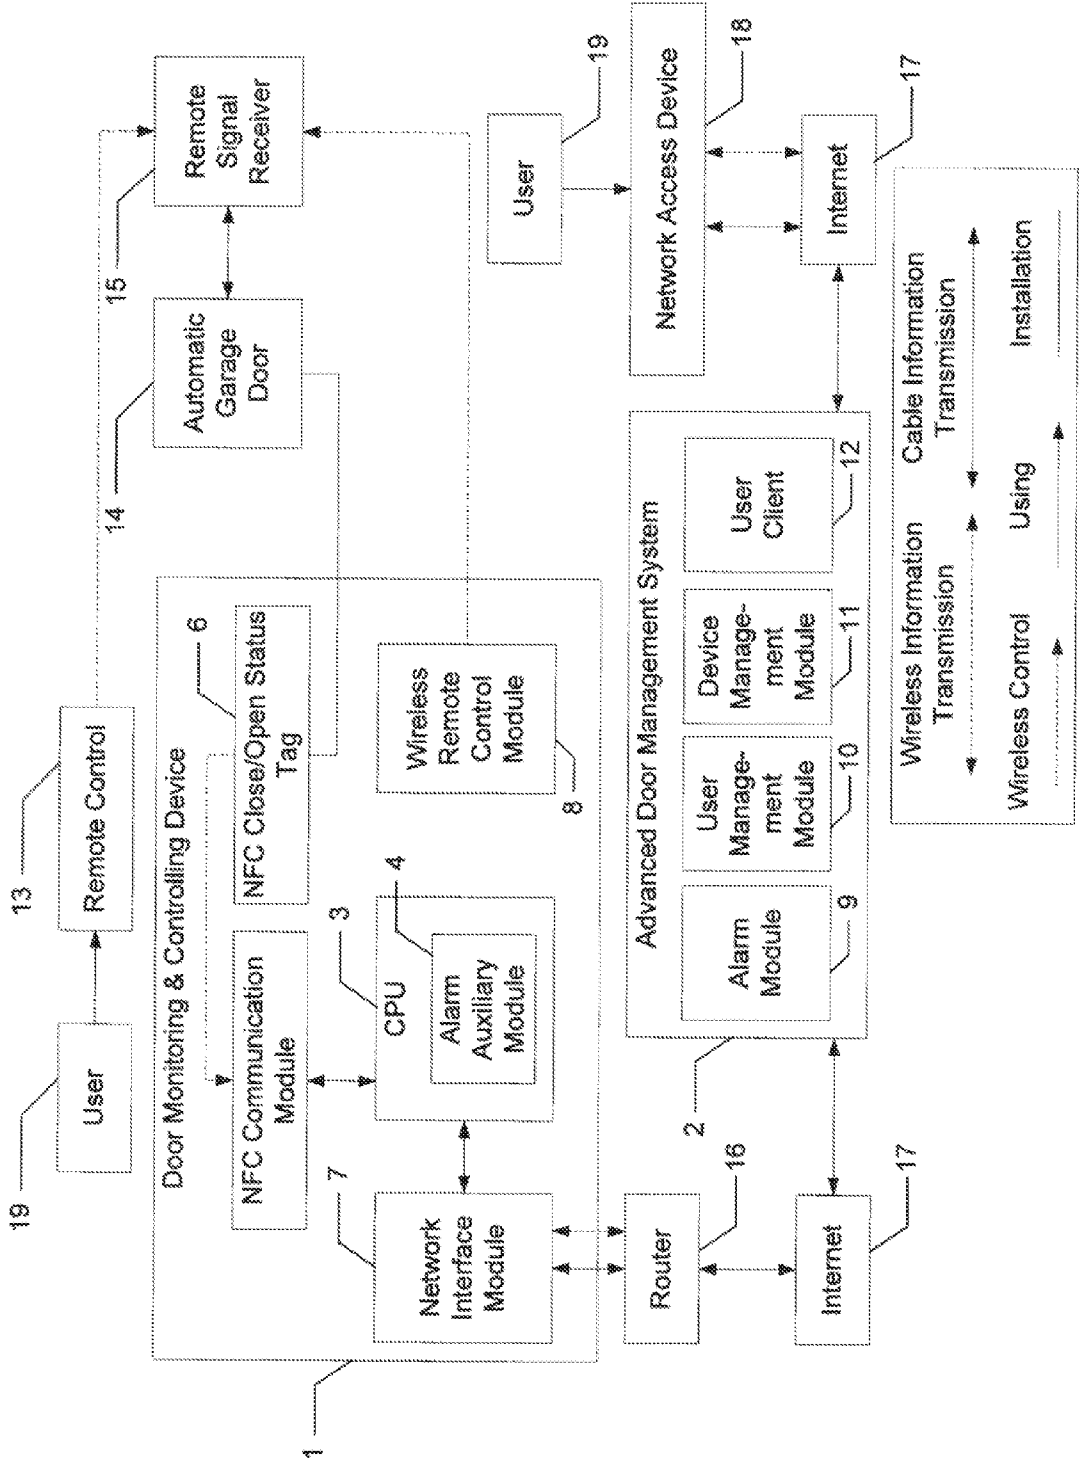 19
User
13
Remote Control
15
Remote
Signal
Receiver
14
Automatic
Garage
Door
1
Door Monitoring & Controlling Device
NFC Communication
Module
6
NFC Close/Open Status
Tag
3
CPU
4
Alarm
Auxiliary
Module
7
Network
Interface
Module
8
Wireless
Remote
Control
Module
User
19
Network Access Device
18
Internet
17
Router
16
Internet
17
2
Advanced Door Management System
Alarm
Module
9
User
Manage-
ment
Module
10
Device
Manage-
ment
Module
11
User
Client
12
Wireless Information
Transmission
Cable Information
Transmission
Wireless Control
Using
Installation